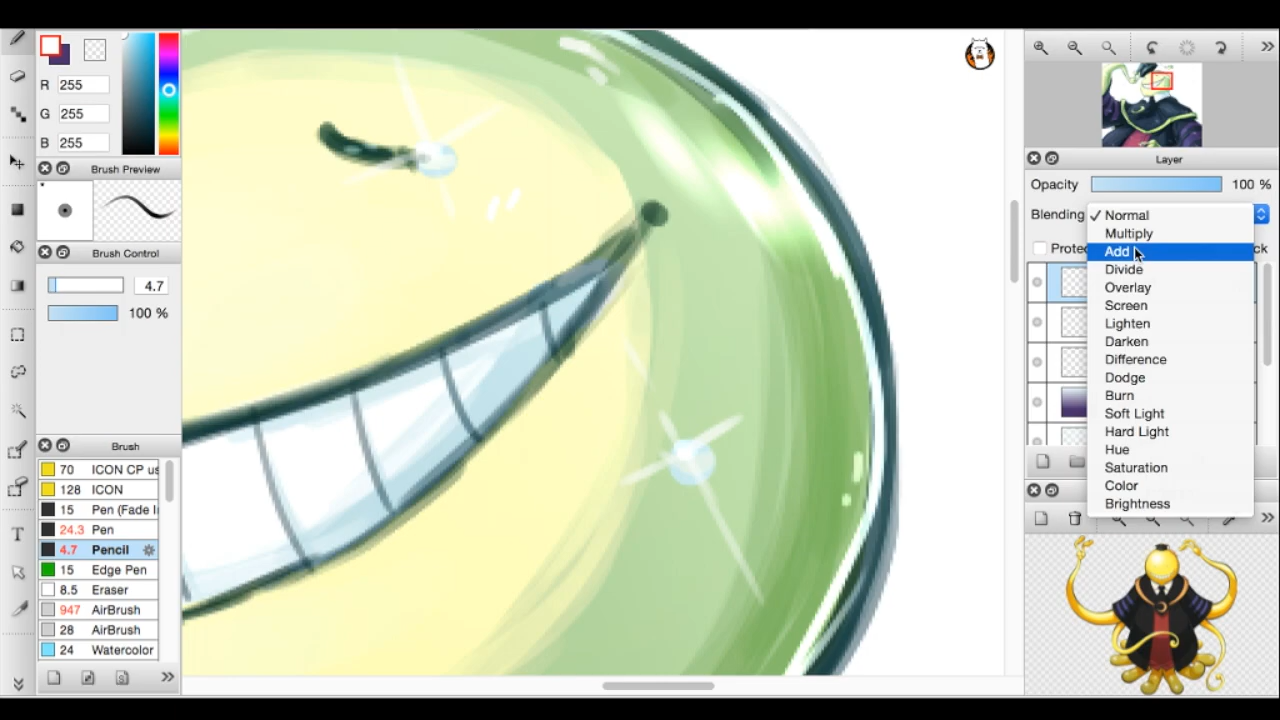 R 255
G 255
B 255
Brush Preview
Brush Control
4.7
100 %
Brush
70 ICON CP us
128 ICON
15 Pen (Fade I
24.3 Pen
4.7 Pencil
15 Edge Pen
8.5 Eraser
947 AirBrush
28 AirBrush
24 Watercolor
T
Layer
Opacity 100 %
Blending ✓ Normal
Multiply
Protec Add ck
Divide
Overlay
Screen
Lighten
Darken
Difference
Dodge
Burn
Soft Light
Hard Light
Hue
Saturation
Color
Brightness